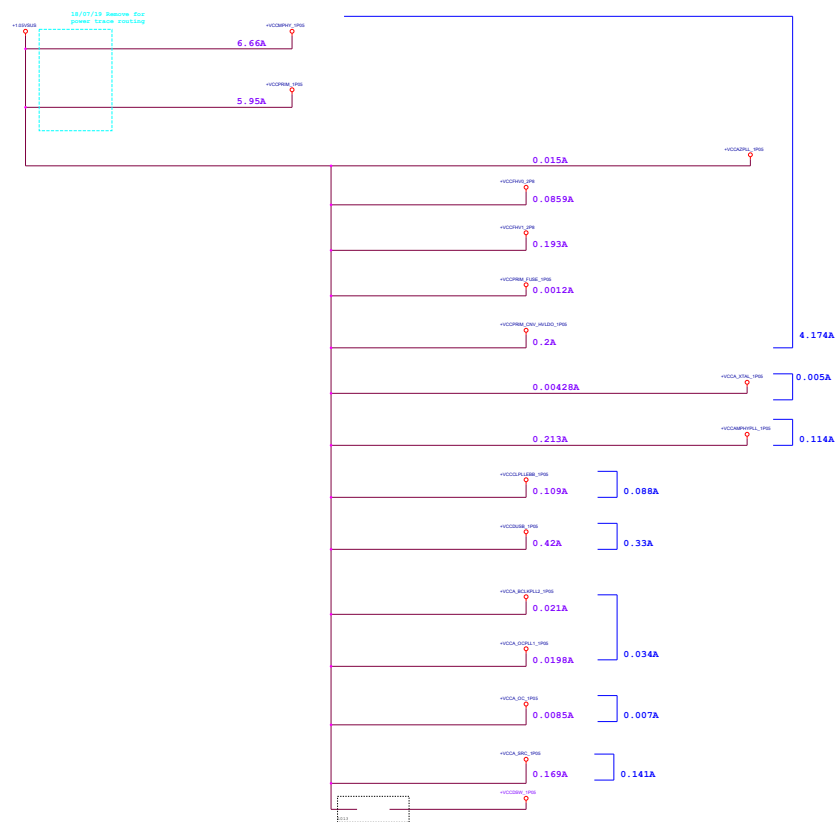 18/07/19 Remove for
power trace routing
+1.05VSUS
+VCCMPHY_1P05
6.66A
+VCCPRIM_1P05
5.95A
+VCCAZPLL_1P05
0.015A
+VCCFHV0_2P8
0.0859A
+VCCFHV1_2P8
0.193A
+VCCPRIM_FUSE_1P05
0.0012A
+VCCPRIM_CNV_HVLDO_1P05
0.2A
4.174A
+VCCA_XTAL_1P05
0.00428A
0.005A
+VCCAMPHYPLL_1P05
0.213A
0.114A
+VCCLPLLEBB_1P05
0.109A
0.088A
+VCCDUSB_1P05
0.42A
0.33A
+VCCA_BCLKPLL2_1P05
0.021A
+VCCA_OCPLL1_1P05
0.0198A
0.034A
+VCCA_OC_1P05
0.0085A
0.007A
+VCCA_SRC_1P05
0.169A
0.141A
+VCCDSW_1P05